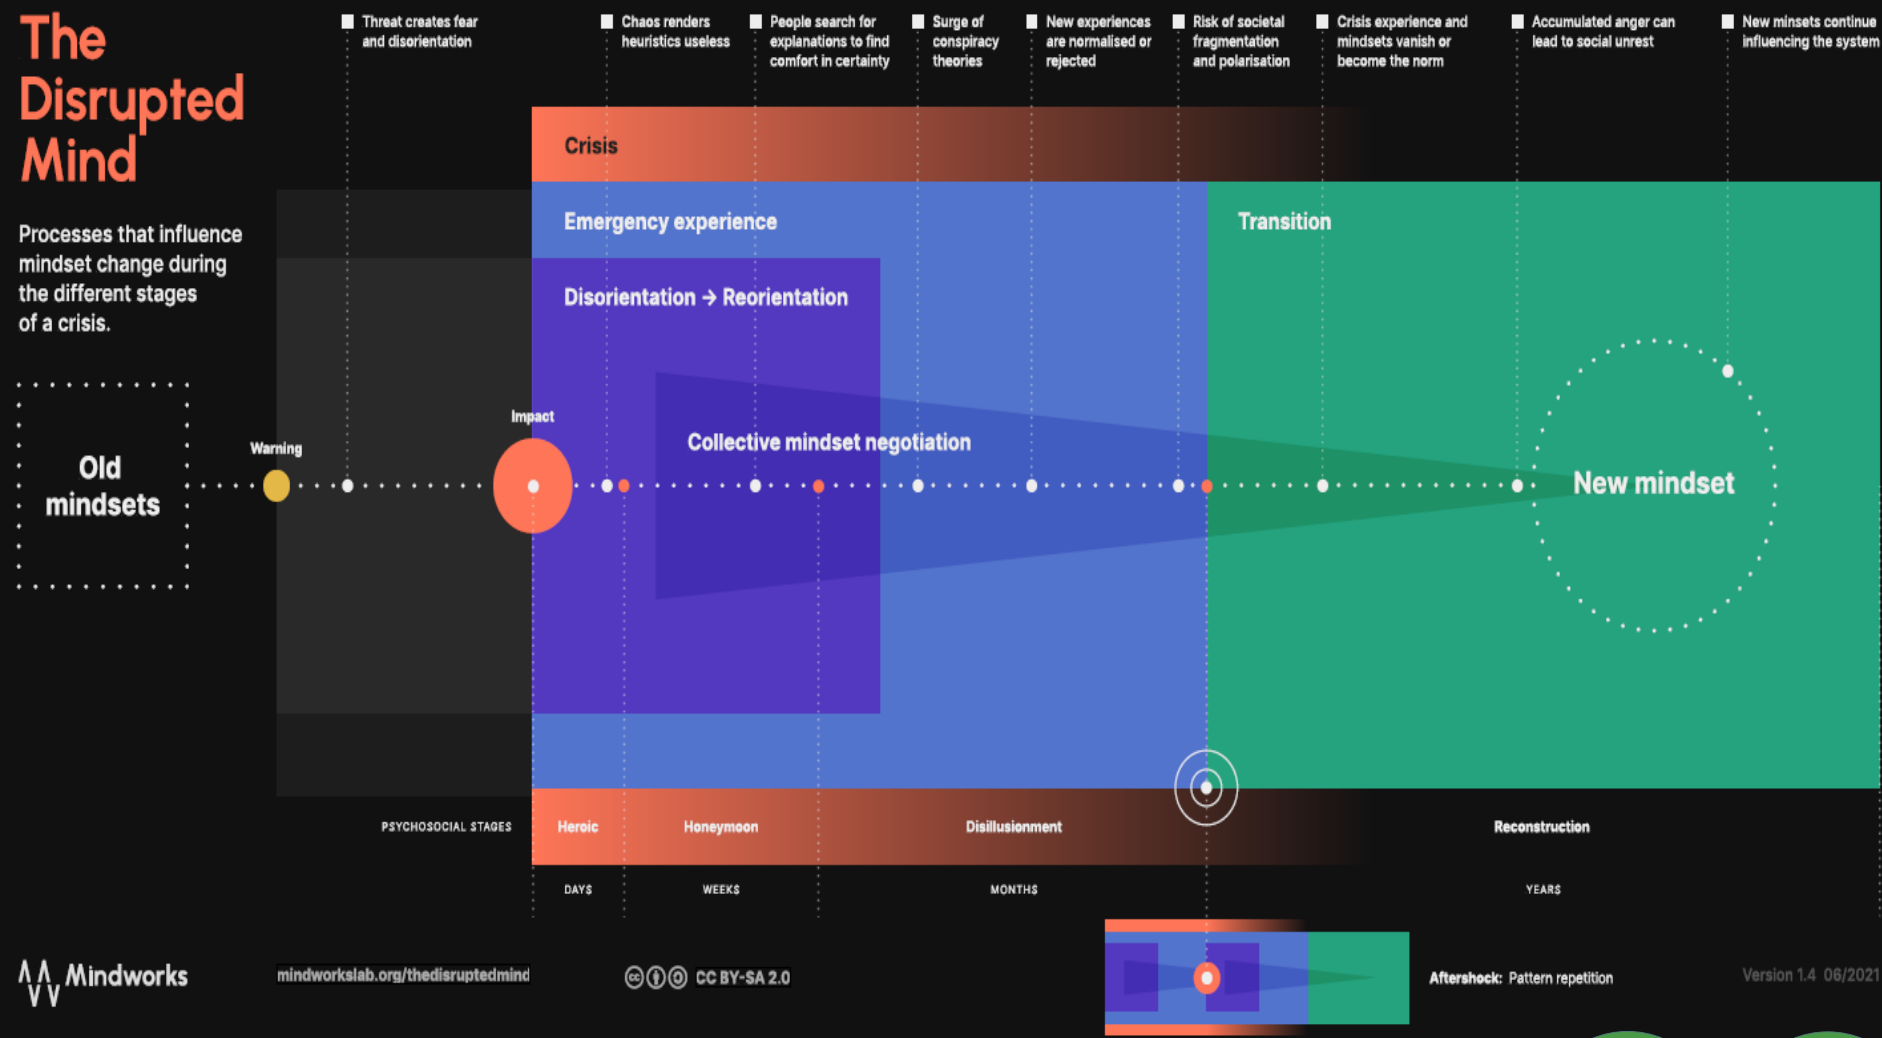 The
Disrupted
Mind
Processes that influence
mindset change during
the different stages
of a crisis.
Threat creates fear
and disorientation
Chaos renders
heuristics useless
People search for
explanations to find
comfort in certainty
Surge of
conspiracy
theories
New experiences
are normalised or
rejected
Risk of societal
fragmentation
and polarisation
Crisis experience and
mindsets vanish or
become the norm
Accumulated anger can
lead to social unrest
New minsets continue
influencing the system
Crisis
Emergency experience
Transition
Disorientation → Reorientation
Impact
Warning
Collective mindset negotiation
Old
mindsets
New mindset
PSYCHOSOCIAL STAGES
Heroic
Honeymoon
Disillusionment
Reconstruction
DAYS
WEEKS
MONTHS
YEARS
Mindworks
mindworkslab.org/thedisruptedmind
CC BY-SA 2.0
Aftershock: Pattern repetition
Version 1.4 06/2021